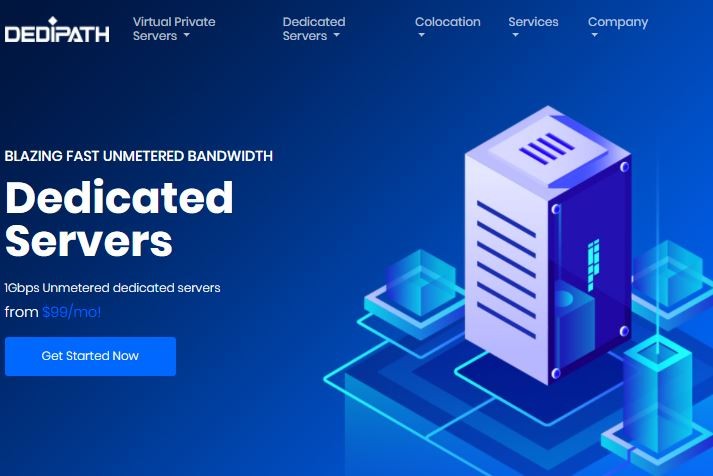 DEDIPATH
Virtual Private
Servers
Dedicated
Servers
Colocation
Services
Company
BLAZING FAST UNMETERED BANDWIDTH
Dedicated
Servers
1Gbps Unmetered dedicated servers
from $99/mo!
Get Started Now